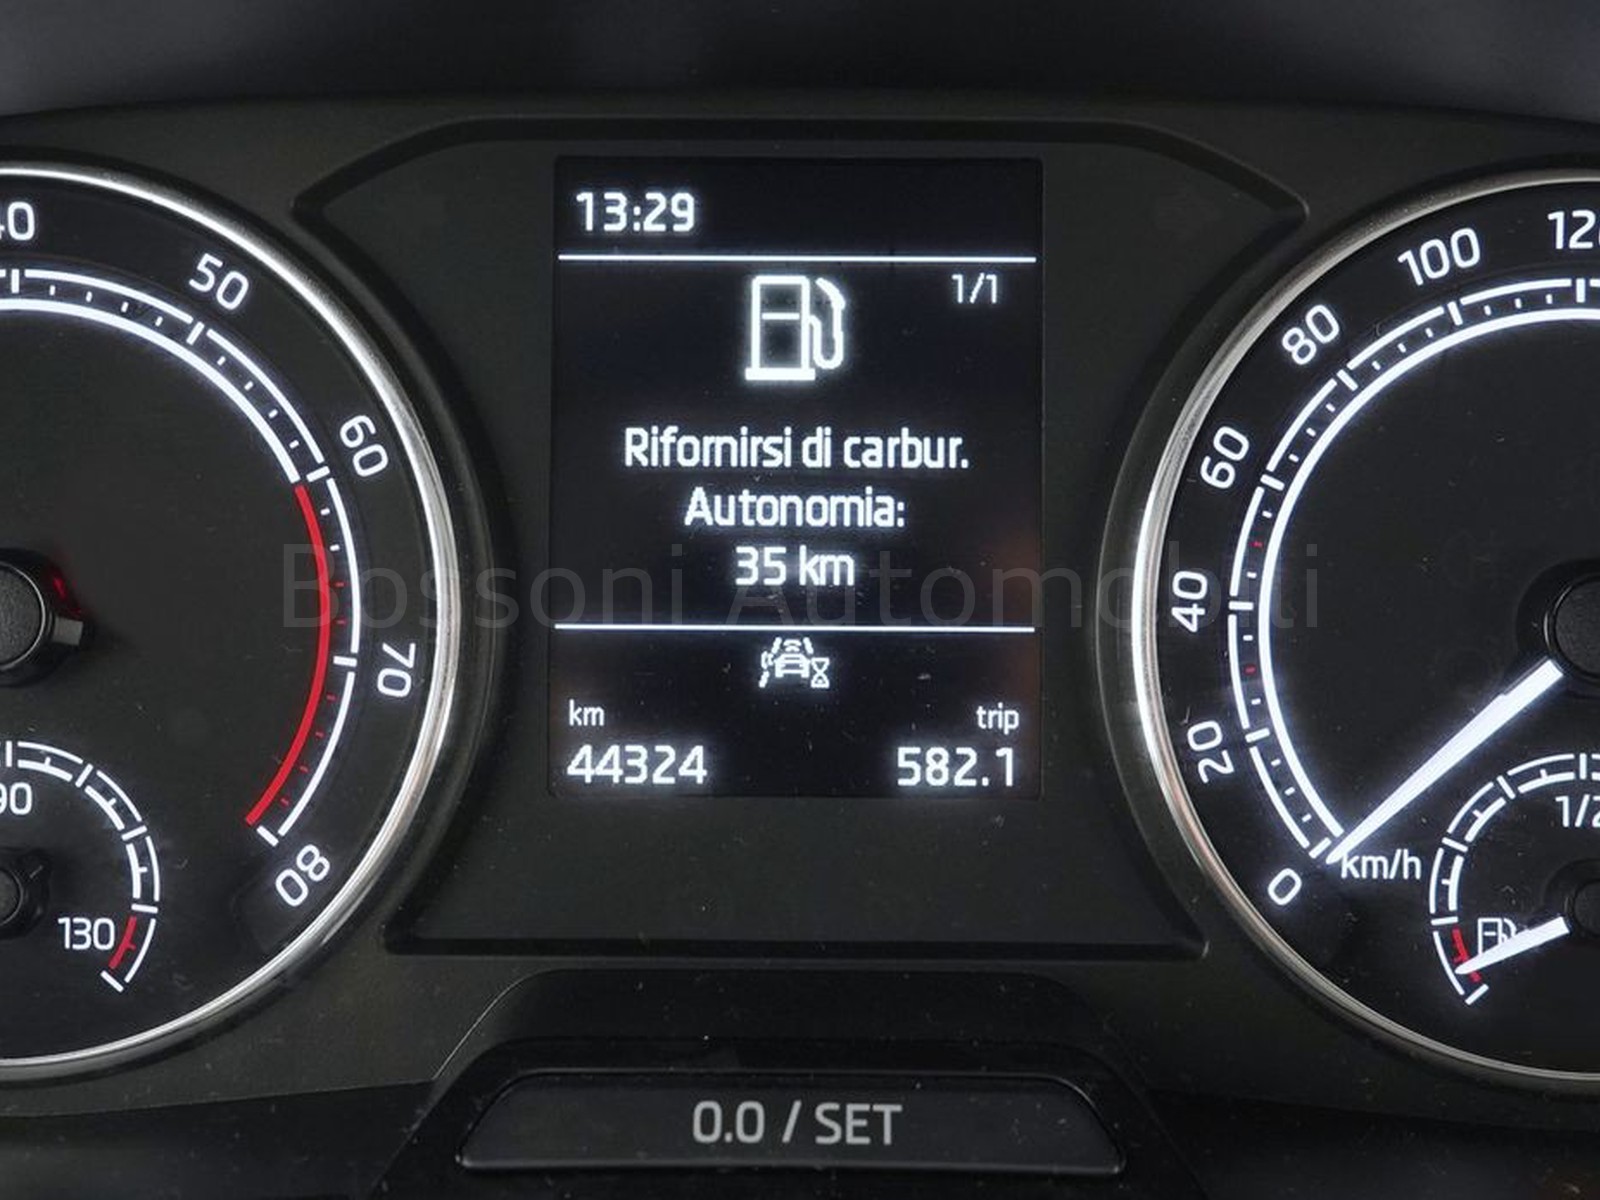 13:29
1/1
Rifornirsi di carbur.
Autonomia:
35 km
km
trip
44324
582.1
50
60
70
80
90
130
0
20
40
60
80
100
km/h
1/2
0.0 / SET
Bossoni Automobili